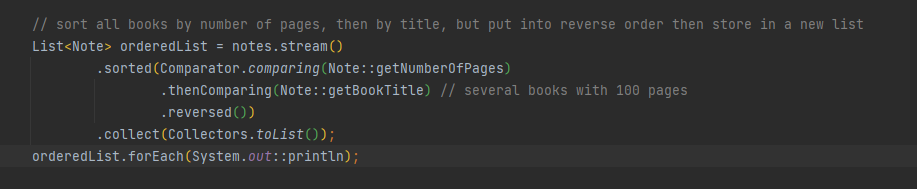 // sort all books by number of pages, then by title, but put into reverse order then store in a new list
List<Note> orderedList = notes.stream()
.sorted(Comparator.comparing(Note::getNumberOfPages)
.thenComparing(Note::getBookTitle) // several books with 100 pages
.reversed())
.collect(Collectors.toList());
orderedList.forEach(System.out::println);